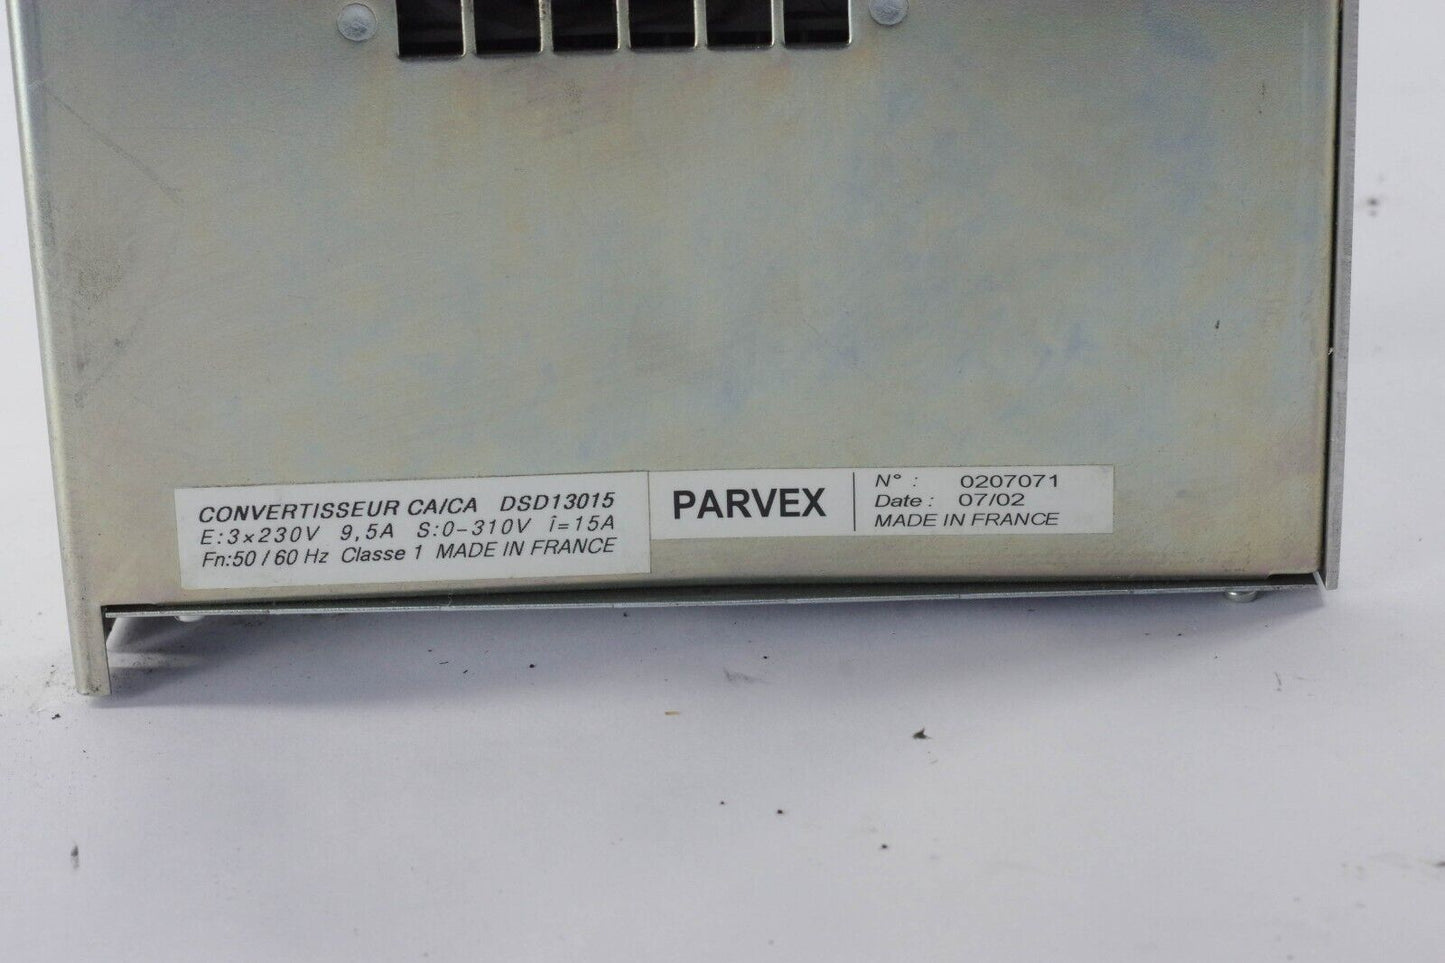 CONVERTISSEUR CA/CA DSD13015
E:3×230V 9,5A S:0-310V Î=15A
Fn:50 / 60 Hz Classe 1 MADE IN FRANCE
PARVEX
N° : 0207071
Date : 07/02
MADE IN FRANCE